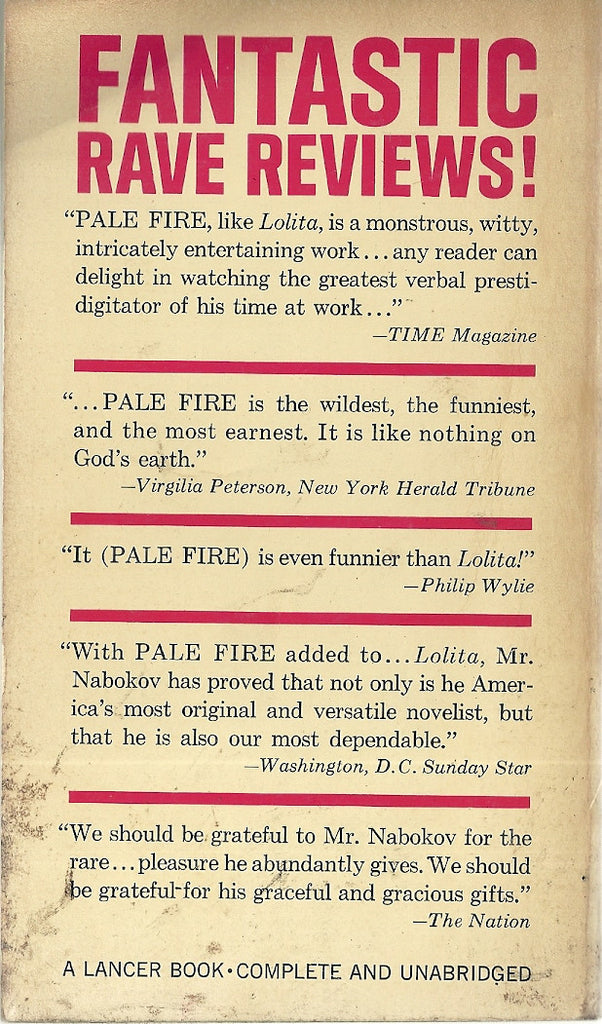 FANTASTIC
RAVE REVIEWS!
“PALE FIRE, like Lolita, is a monstrous, witty,
intricately entertaining work...any reader can
delight in watching the greatest verbal presti-
digitator of his time at work...”
—TIME Magazine
“...PALE FIRE is the wildest, the funniest,
and the most earnest. It is like nothing on
God's earth.”
—Virgilia Peterson, New York Herald Tribune
“It (PALE FIRE) is even funnier than Lolita!”
—Philip Wylie
“With PALE FIRE added to...Lolita, Mr.
Nabokov has proved that not only is he Amer-
ica's most original and versatile novelist, but
that he is also our most dependable.”
—Washington, D.C. Sunday Star
“We should be grateful to Mr. Nabokov for the
rare...pleasure he abundantly gives. We should
be grateful for his graceful and gracious gifts.”
—The Nation
A LANCER BOOK•COMPLETE AND UNABRIDGED